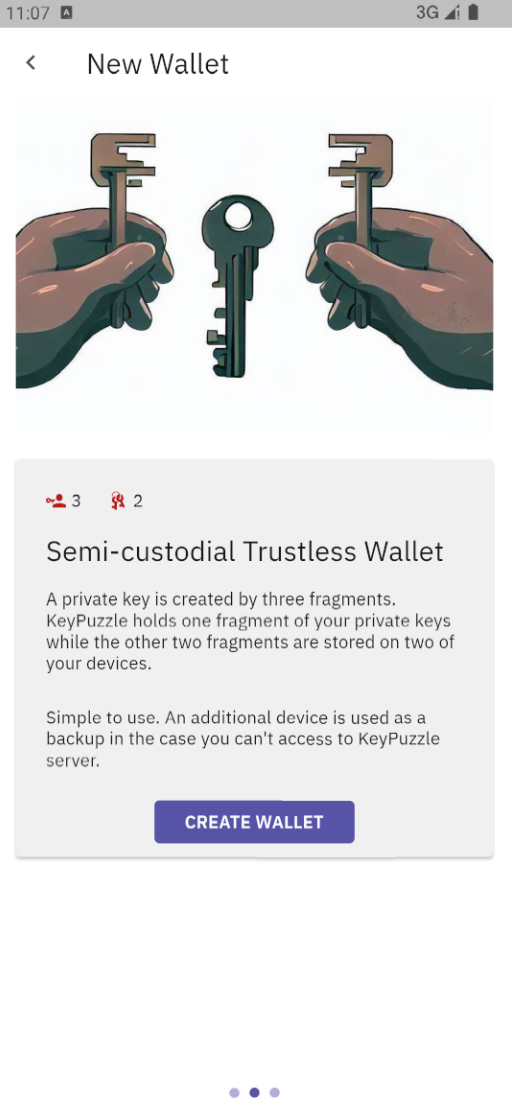 11:07 A 3G
New Wallet
3 2
Semi-custodial Trustless Wallet
A private key is created by three fragments.
KeyPuzzle holds one fragment of your private keys
while the other two fragments are stored on two of
your devices.
Simple to use. An additional device is used as a
backup in the case you can't access to KeyPuzzle
server.
CREATE WALLET